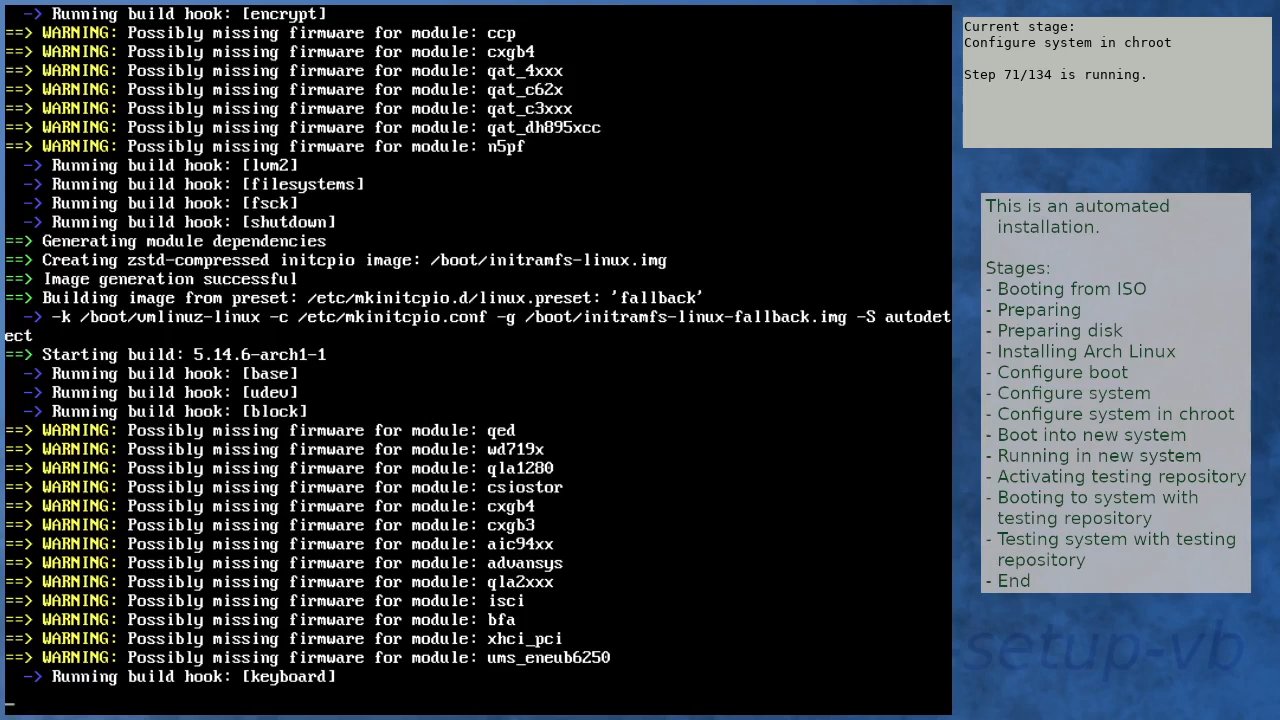 -> Running build hook: [encrypt]
==> WARNING: Possibly missing firmware for module: ccp
==> WARNING: Possibly missing firmware for module: cxgb4
==> WARNING: Possibly missing firmware for module: qat_4xxx
==> WARNING: Possibly missing firmware for module: qat_c62x
==> WARNING: Possibly missing firmware for module: qat_c3xxx
==> WARNING: Possibly missing firmware for module: qat_dh895xcc
==> WARNING: Possibly missing firmware for module: n5pf
-> Running build hook: [lvm2]
-> Running build hook: [filesystems]
-> Running build hook: [fsck]
-> Running build hook: [shutdown]
==> Generating module dependencies
==> Creating zstd-compressed initcpio image: /boot/initramfs-linux.img
==> Image generation successful
==> Building image from preset: /etc/mkinitcpio.d/linux.preset: 'fallback'
-> -k /boot/vmlinuz-linux -c /etc/mkinitcpio.conf -g /boot/initramfs-linux-fallback.img -S autodet
ect
==> Starting build: 5.14.6-arch1-1
-> Running build hook: [base]
-> Running build hook: [udev]
-> Running build hook: [block]
==> WARNING: Possibly missing firmware for module: qed
==> WARNING: Possibly missing firmware for module: wd719x
==> WARNING: Possibly missing firmware for module: qla1280
==> WARNING: Possibly missing firmware for module: csiostor
==> WARNING: Possibly missing firmware for module: cxgb4
==> WARNING: Possibly missing firmware for module: cxgb3
==> WARNING: Possibly missing firmware for module: aic94xx
==> WARNING: Possibly missing firmware for module: advansys
==> WARNING: Possibly missing firmware for module: qla2xxx
==> WARNING: Possibly missing firmware for module: isci
==> WARNING: Possibly missing firmware for module: bfa
==> WARNING: Possibly missing firmware for module: xhci_pci
==> WARNING: Possibly missing firmware for module: ums_eneub6250
-> Running build hook: [keyboard]
Current stage:
Configure system in chroot
Step 71/134 is running.
This is an automated
installation.
Stages:
- Booting from ISO
- Preparing
- Preparing disk
- Installing Arch Linux
- Configure boot
- Configure system
- Configure system in chroot
- Boot into new system
- Running in new system
- Activating testing repository
- Booting to system with
testing repository
- Testing system with testing
repository
- End
setup-vb